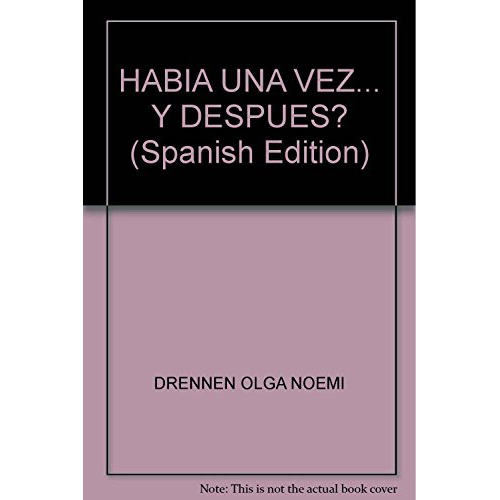 HABIA UNA VEZ...
Y DESPUES?
(Spanish Edition)
DRENNEN OLGA NOEMI
Note: This is not the actual book cover